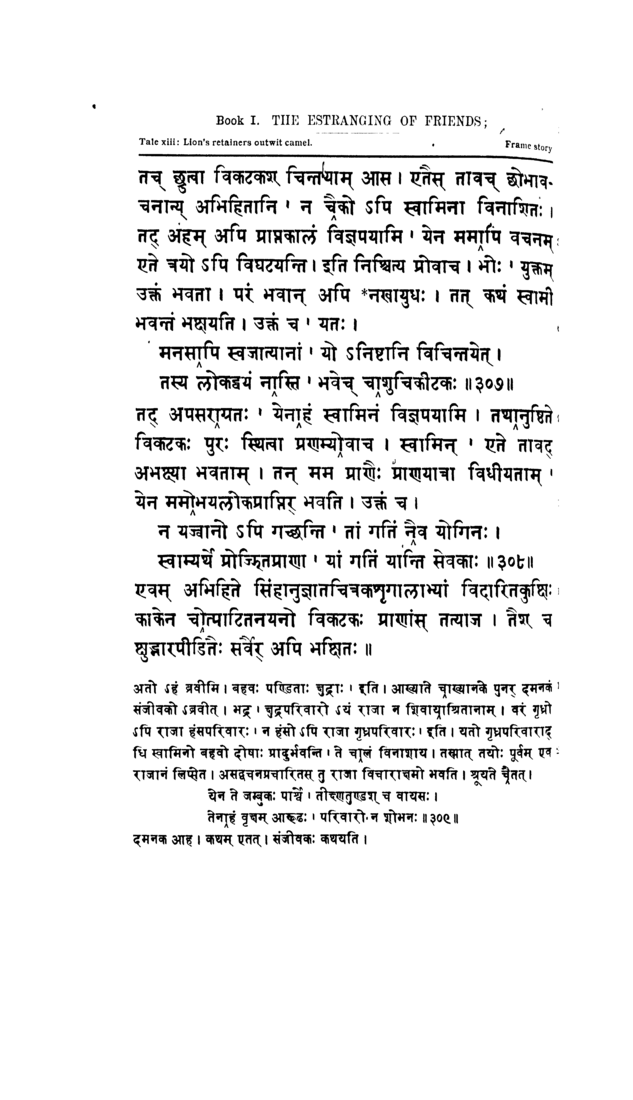 Book I. THE ESTRANGING OF FRIENDS;
Tale xiii: Lion's retainers outwit camel.
Frame story
तच् छ्रुत्वा विकटकश् चिन्तयाम् आस । एतैस् तावच् छोभाव-
चनान्य् अभिहितानि ' न चैको ऽपि स्वामिना विनाशितः ।
तद् अहम् अपि प्राप्तकालं विज्ञपयामि ' येन ममापि वचनम्
एते त्रयो ऽपि विघटयन्ति । इति निश्चित्य प्रोवाच । भोः ' युक्तम्
उक्तं भवता । परं भवान् अपि *नखायुधः । तत् कथं स्वामी
भवन्तं भक्षयति । उक्तं च ' यतः ।
मनसापि स्वजात्यानां ' यो ऽनिष्टानि विचिन्तयेत् ।
तस्य लोकद्वयं नास्ति ' भवेच् चाशुचिकीटकः ॥३०७॥
तद् अपसरायतः ' येनाहं स्वामिनं विज्ञपयामि । तथानुष्ठिते
विकटकः पुरः स्थित्वा प्रणम्योवाच । स्वामिन् ' एते तावद्
अभक्ष्या भवताम् । तन् मम प्राणैः प्राणयात्रा विधीयताम् '
येन ममोभयलोकप्राप्तिर् भवति । उक्तं च ।
न यज्वानो ऽपि गच्छन्ति ' तां गतिं नैव योगिनः ।
स्वाम्यर्थे प्रोज्झितप्राणा ' यां गतिं यान्ति सेवकाः ॥३०८॥
एवम् अभिहिते सिंहानुज्ञातचित्रकशृगालाभ्यां विदारितकुक्षिः
काकेन चोत्पाटितनयनो विकटकः प्राणांस् तत्याज । तैश् च
क्षुद्भारपीडितैः सर्वैर् अपि भक्षितः ॥
अतो ऽहं ब्रवीमि । बहवः पण्डिताः क्षुद्राः ' इति । आख्याते चाख्यानके पुनर् दमनकं
संजीवको ऽब्रवीत् । भद्र ' क्षुद्रपरिवारो ऽयं राजा न शिवायाश्रितानाम् । वरं गृध्रो
ऽपि राजा हंसपरिवारः ' न हंसो ऽपि राजा गृध्रपरिवारः ' इति । यतो गृध्रपरिवाराद्
धि स्वामिनो बहवो दोषाः प्रादुर्भवन्ति ' ते चालं विनाशाय । तस्मात् तयोः पूर्वम् एव
राजानं लिप्सेत । असद्वचनप्रचारितस् तु राजा विचाराक्षमो भवति । श्रूयते चैतत् ।
येन ते जम्बुकः पार्श्वे ' तीक्ष्णतुण्डश् च वायसः ।
तेनाहं वृक्षम् आरूढः ' परिवारो न शोभनः ॥३०९॥
दमनक आह । कथम् एतत् । संजीवकः कथयति ।